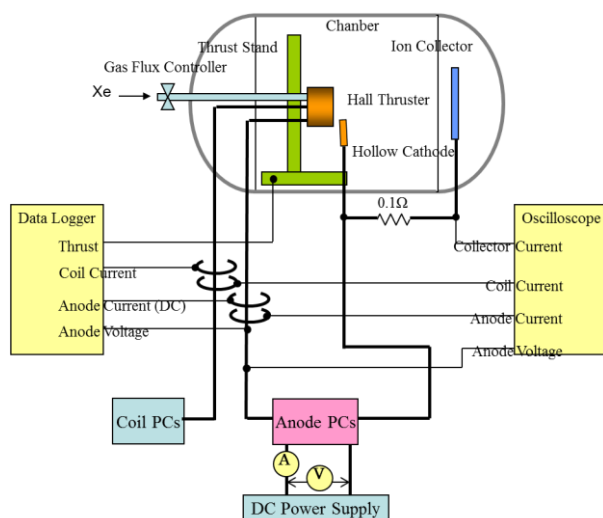 Chanber
Thrust Stand
Ion Collector
Gas Flux Controller
Xe
Hall Thruster
Hollow Cathode
0.1Ω
Data Logger
Oscilloscope
Thrust
Collector Current
Coil Current
Coil Current
Anode Current (DC)
Anode Current
Anode Voltage
Anode Voltage
Coil PCs
Anode PCs
A
V
DC Power Supply